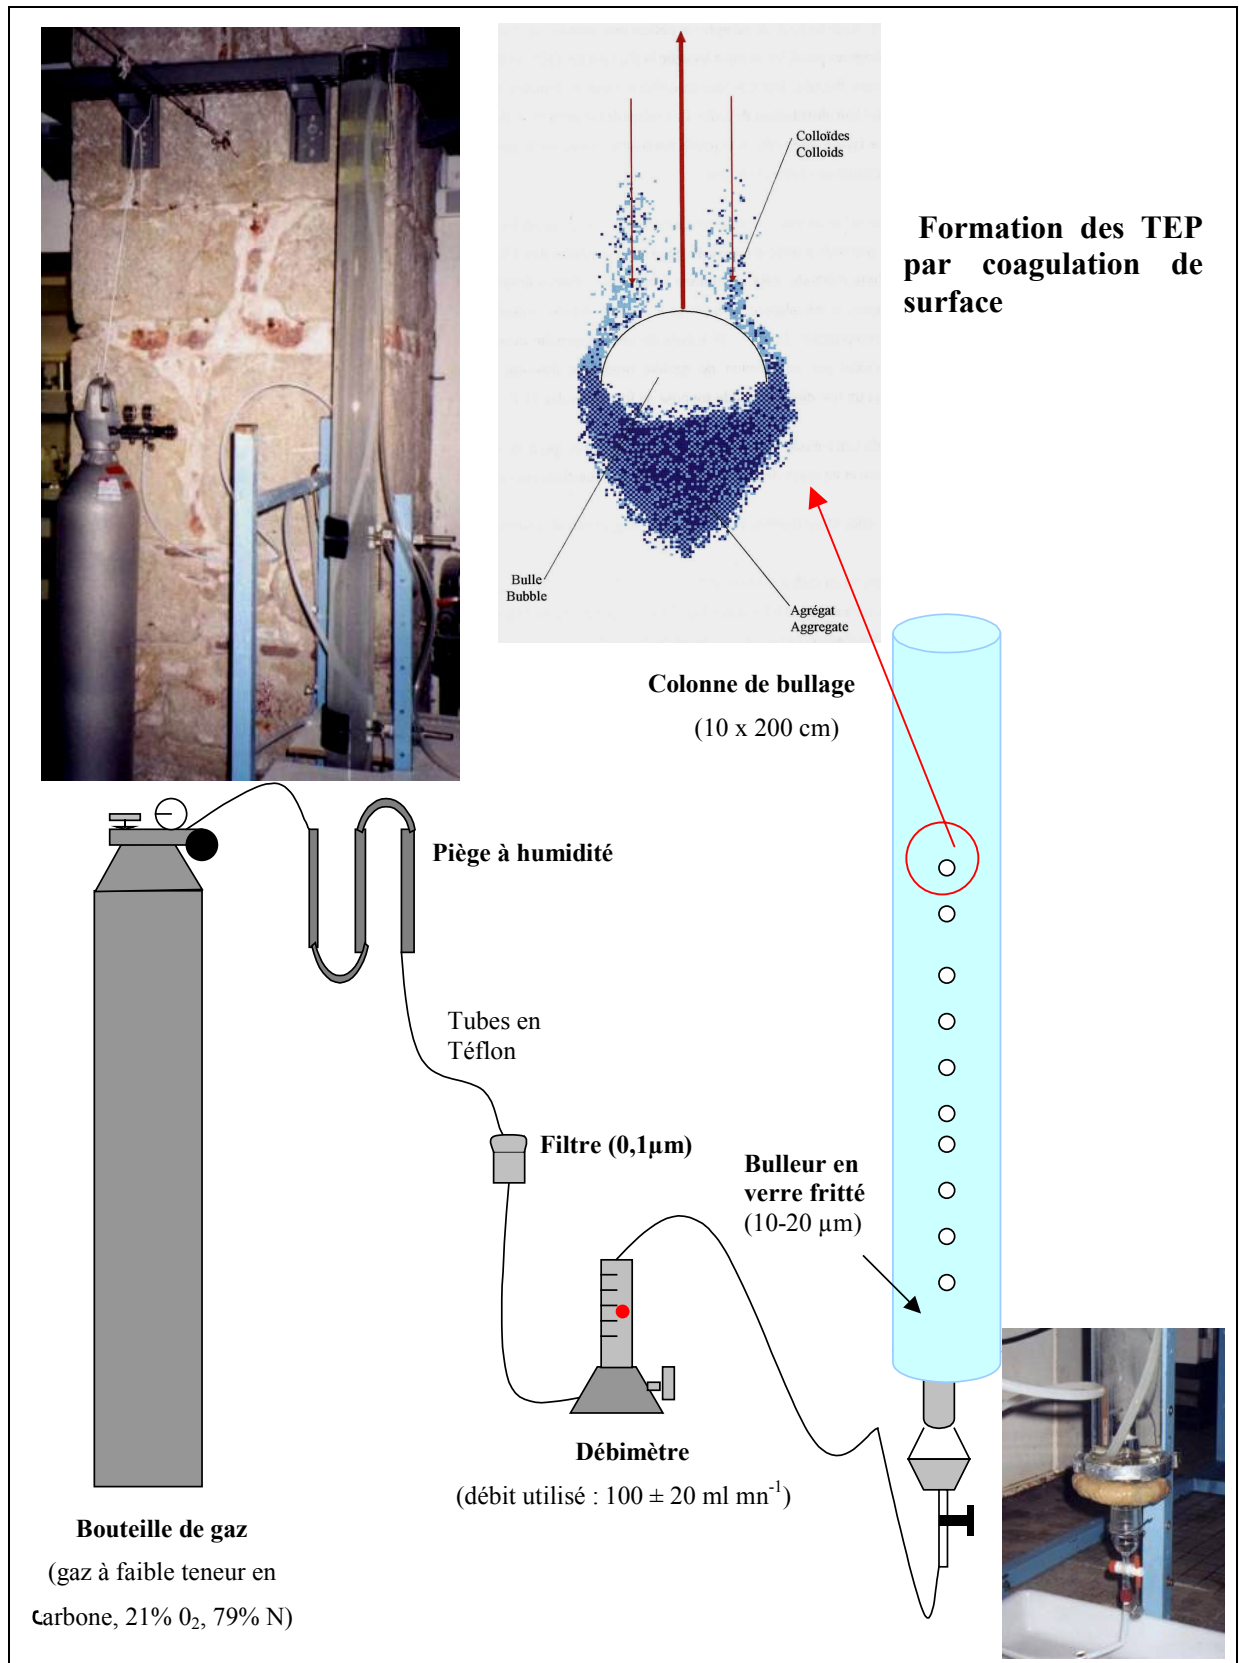 Colloïdes
Colloids
Formation des TEP
par coagulation de
surface
Bulle
Bubble
Agrégat
Aggregate
Colonne de bullage
(10 x 200 cm)
Piège à humidité
Tubes en
Téflon
Filtre (0,1µm)
Bulleur en
verre fritté
(10-20 µm)
Débimètre
(débit utilisé : 100 ± 20 ml mn⁻¹)
Bouteille de gaz
(gaz à faible teneur en
carbone, 21% 0₂, 79% N)